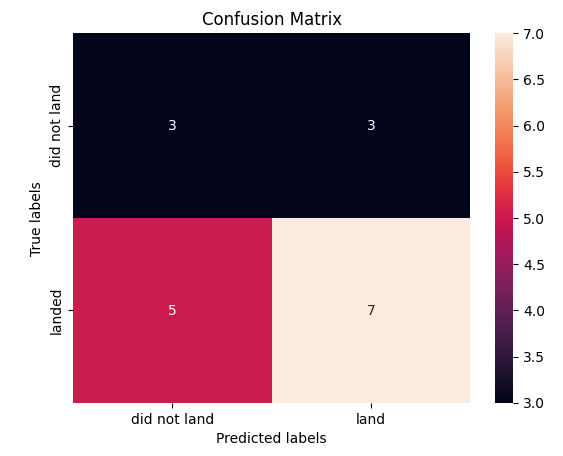 Confusion Matrix
True labels
did not land
landed
3
3
5
7
did not land
land
Predicted labels
7.0
6.5
6.0
5.5
5.0
4.5
4.0
3.5
3.0